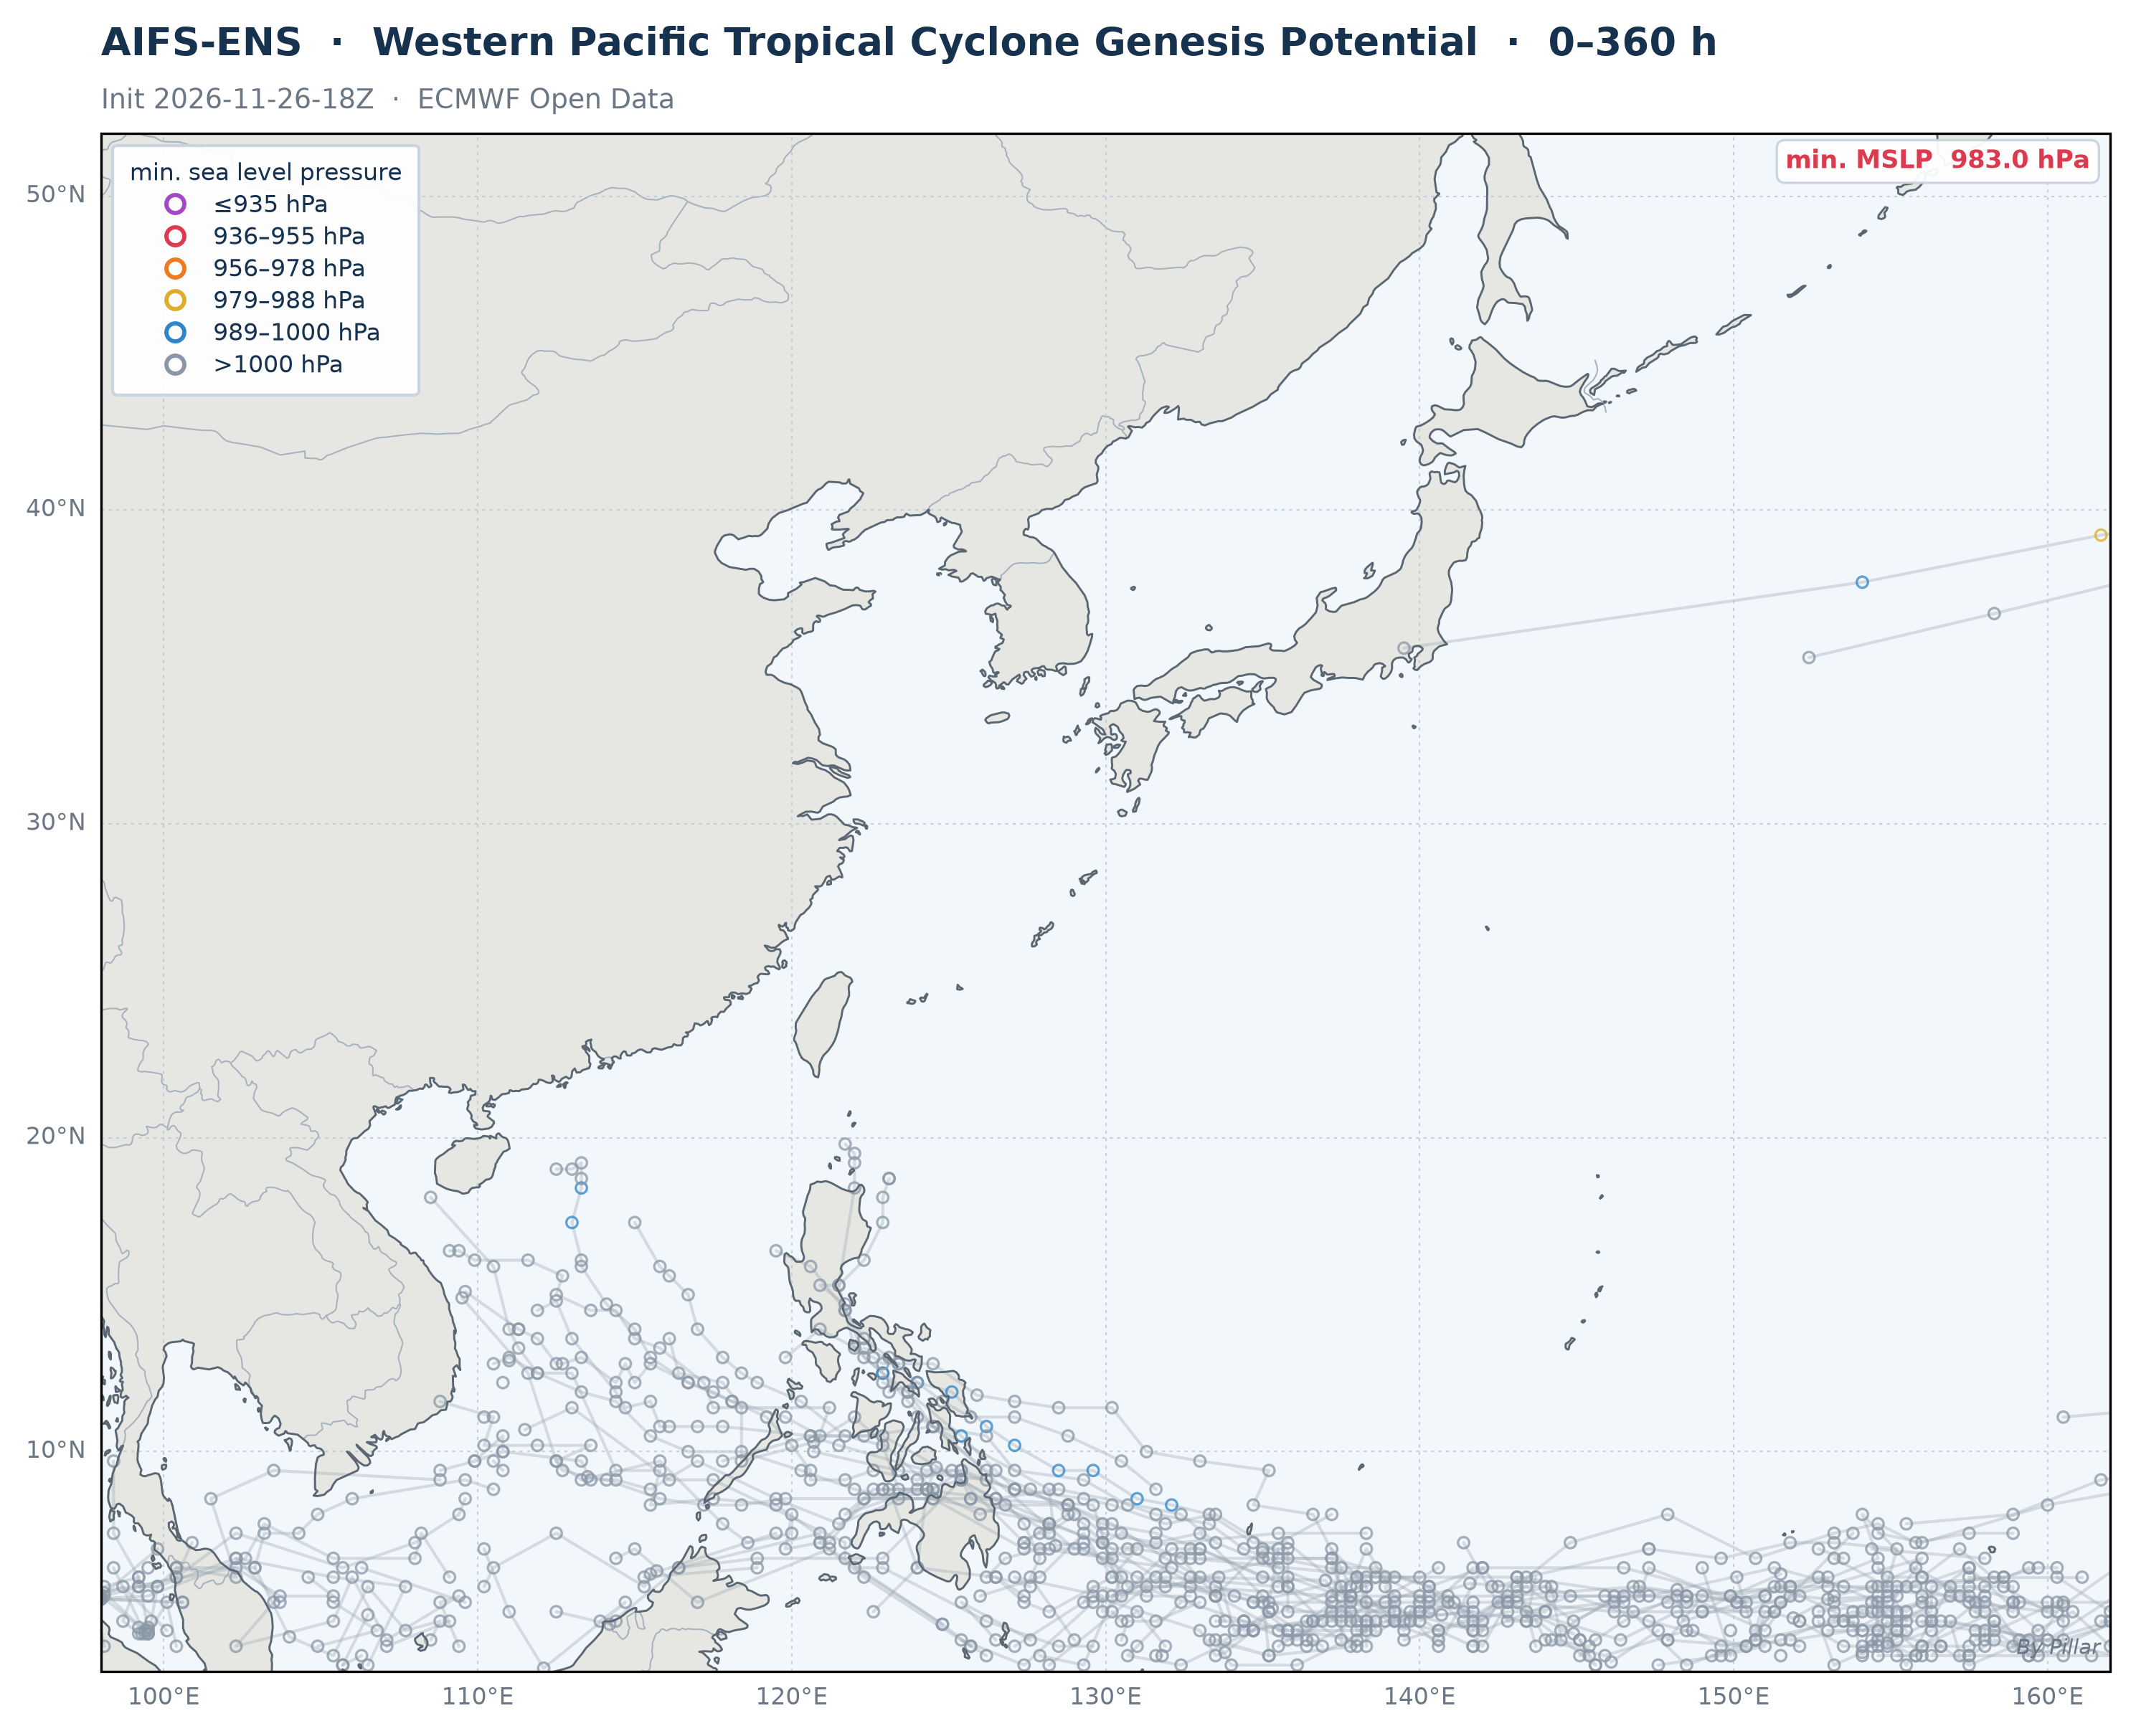 AIFS-ENS · Western Pacific Tropical Cyclone Genesis Potential · 0–360 h
Init 2026-11-26-18Z · ECMWF Open Data
min. sea level pressure
≤935 hPa
936–955 hPa
956–978 hPa
979–988 hPa
989–1000 hPa
>1000 hPa
min. MSLP 983.0 hPa
50°N
40°N
30°N
20°N
10°N
By Pillar
100°E
110°E
120°E
130°E
140°E
150°E
160°E